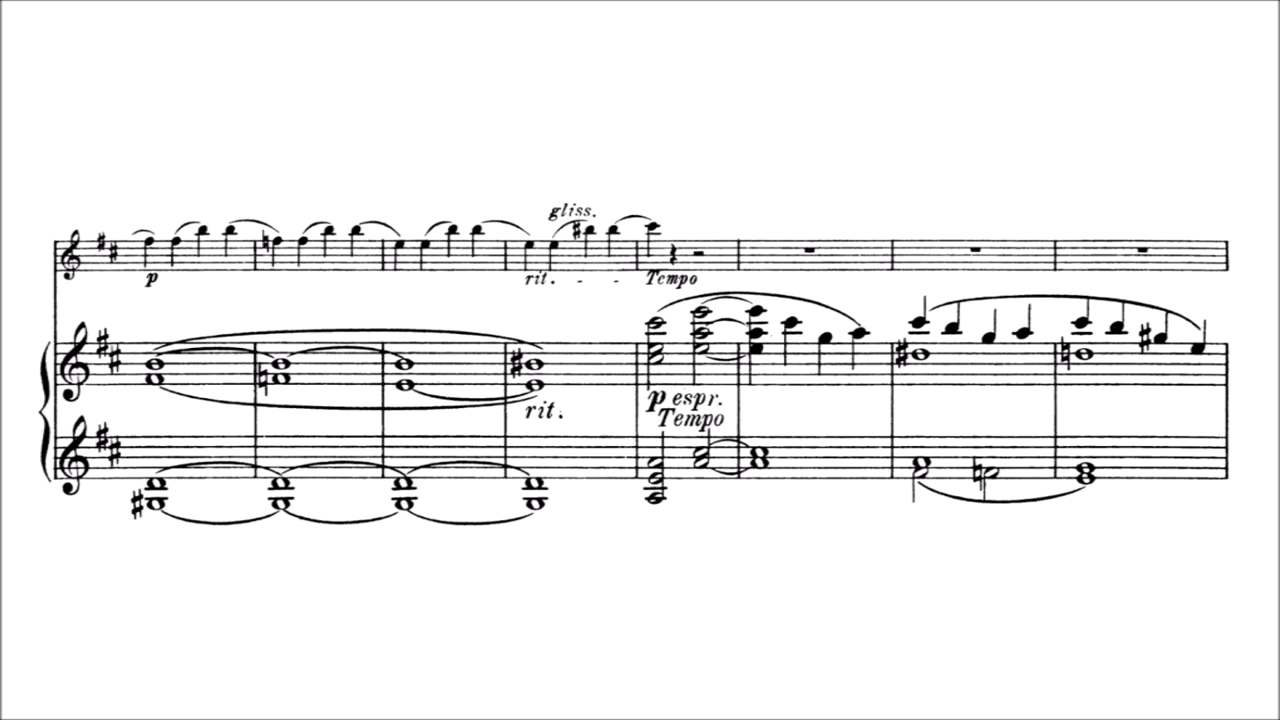 gliss.
p
rit. - -
Tempo
rit.
p espr.
Tempo